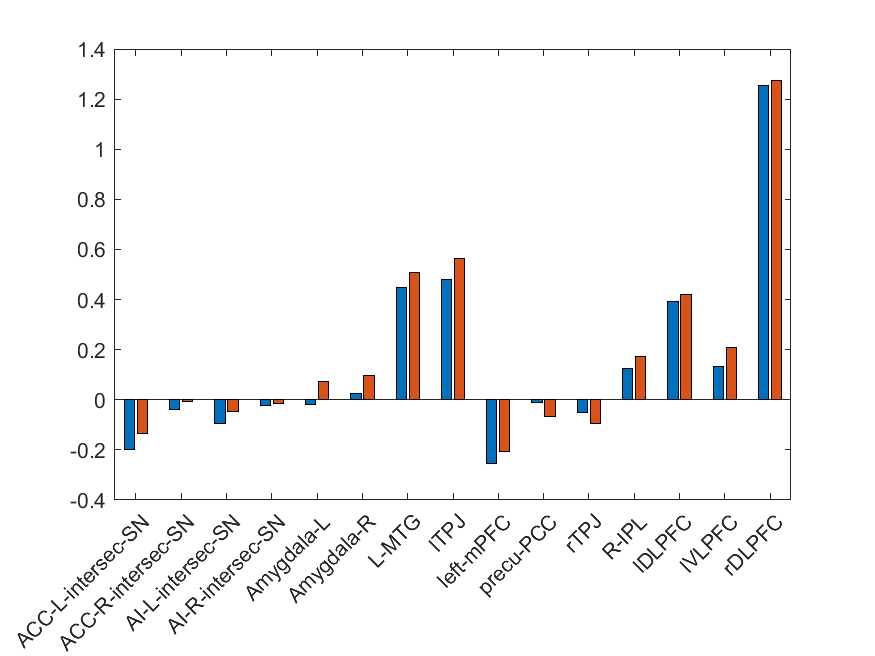 1.4
1.2
1
0.8
0.6
0.4
0.2
0
-0.2
-0.4
ACC-L-intersec-SN
ACC-R-intersec-SN
AI-L-intersec-SN
AI-R-intersec-SN
Amygdala-L
Amygdala-R
L-MTG
lTPJ
left-mPFC
precu-PCC
rTPJ
R-IPL
lDLPFC
lVLPFC
rDLPFC